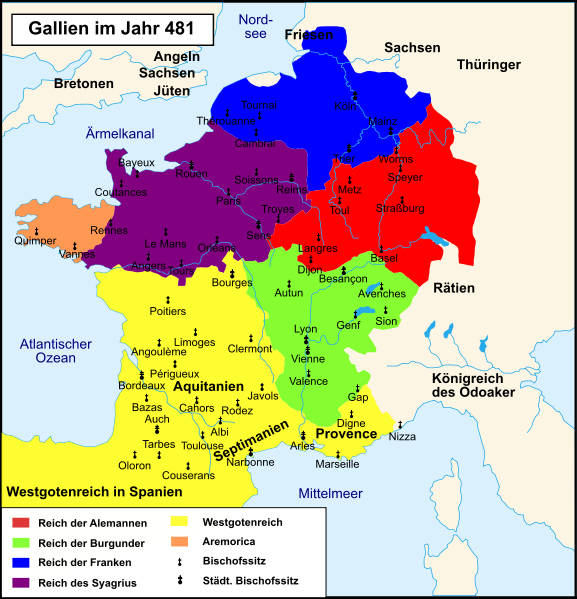 Gallien im Jahr 481
Nord-
see
Friesen
Sachsen
Thüringer
Angeln
Sachsen
Jüten
Bretonen
Ärmelkanal
Tournai
Therouenne
Cambrai
Köln
Mainz
Trier
Worms
Speyer
Metz
Toul
Straßburg
Bayeux
Rouen
Coutances
Soissons
Reims
Paris
Troyes
Sens
Rennes
Le Mans
Orléans
Angers
Tours
Quimper
Vannes
Langres
Dijon
Basel
Besançon
Bourges
Autun
Avenches
Rätien
Poitiers
Genf
Sion
Limoges
Lyon
Clermont
Angoulême
Vienne
Périgueux
Valence
Bordeaux
Atlantischer
Ozean
Aquitanien
Javols
Königreich
des Odoaker
Bazas
Cahors
Rodez
Gap
Auch
Albi
Digne
Tarbes
Toulouse
Septimanien
Provence
Nizza
Oloron
Couserans
Narbonne
Arles
Marseille
Westgotenreich in Spanien
Mittelmeer
Reich der Alemannen
Reich der Burgunder
Reich der Franken
Reich des Syagrius
Westgotenreich
Aremorica
Bischofssitz
Städt. Bischofssitz